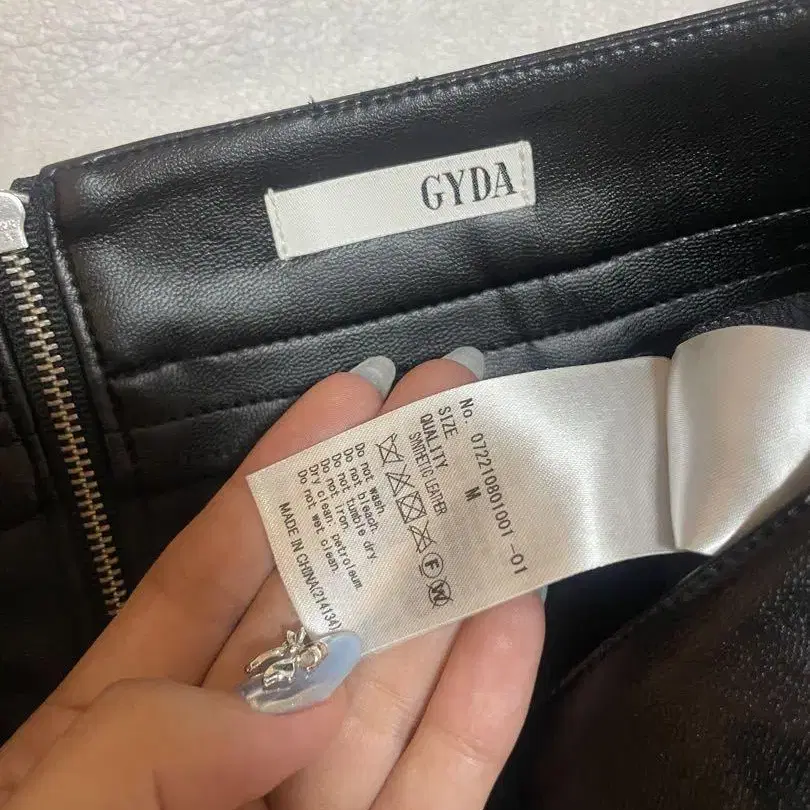 GYDA
No. 072210801001 -01
SIZE M
QUALITY
SYNTHETIC LEATHER
F W
Do not wash.
Do not bleach.
Do not tumble dry.
Do not iron.
Dry clean: petroleum
Do not wet clean.
MADE IN CHINA(214134)